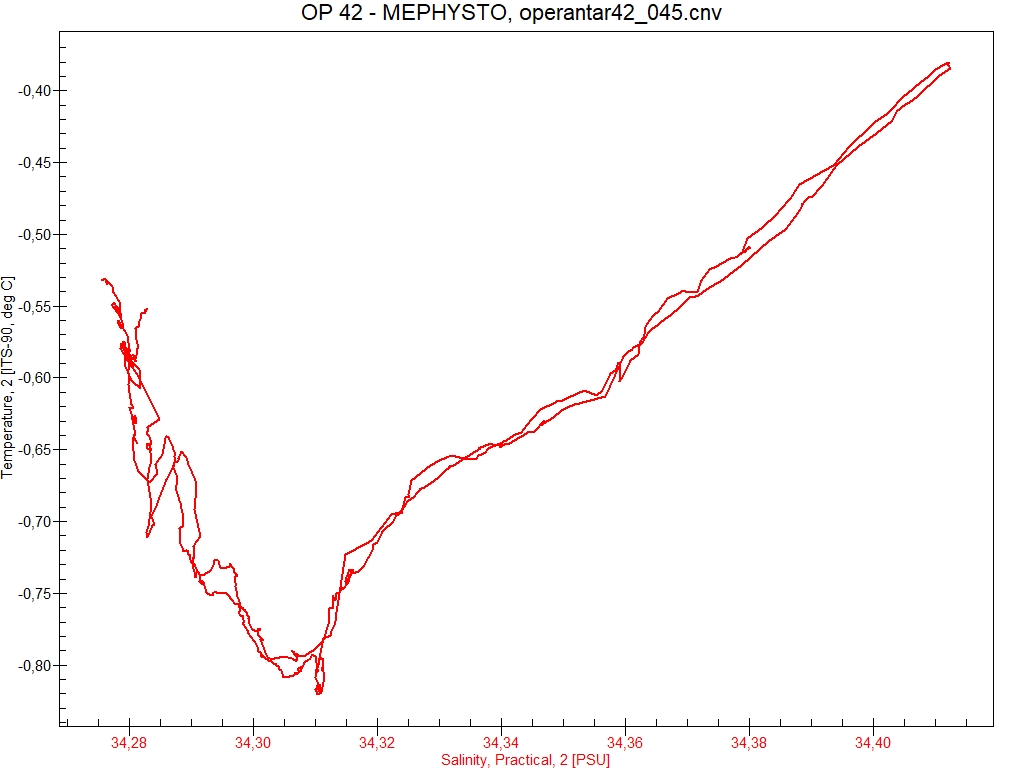 OP 42 - MEPHYSTO, operantar42_045.cnv
-0,40
-0,45
-0,50
-0,55
-0,60
-0,65
-0,70
-0,75
-0,80
Temperature, 2 [ITS-90, deg C]
34,28 34,30 34,32 34,34 34,36 34,38 34,40
Salinity, Practical, 2 [PSU]